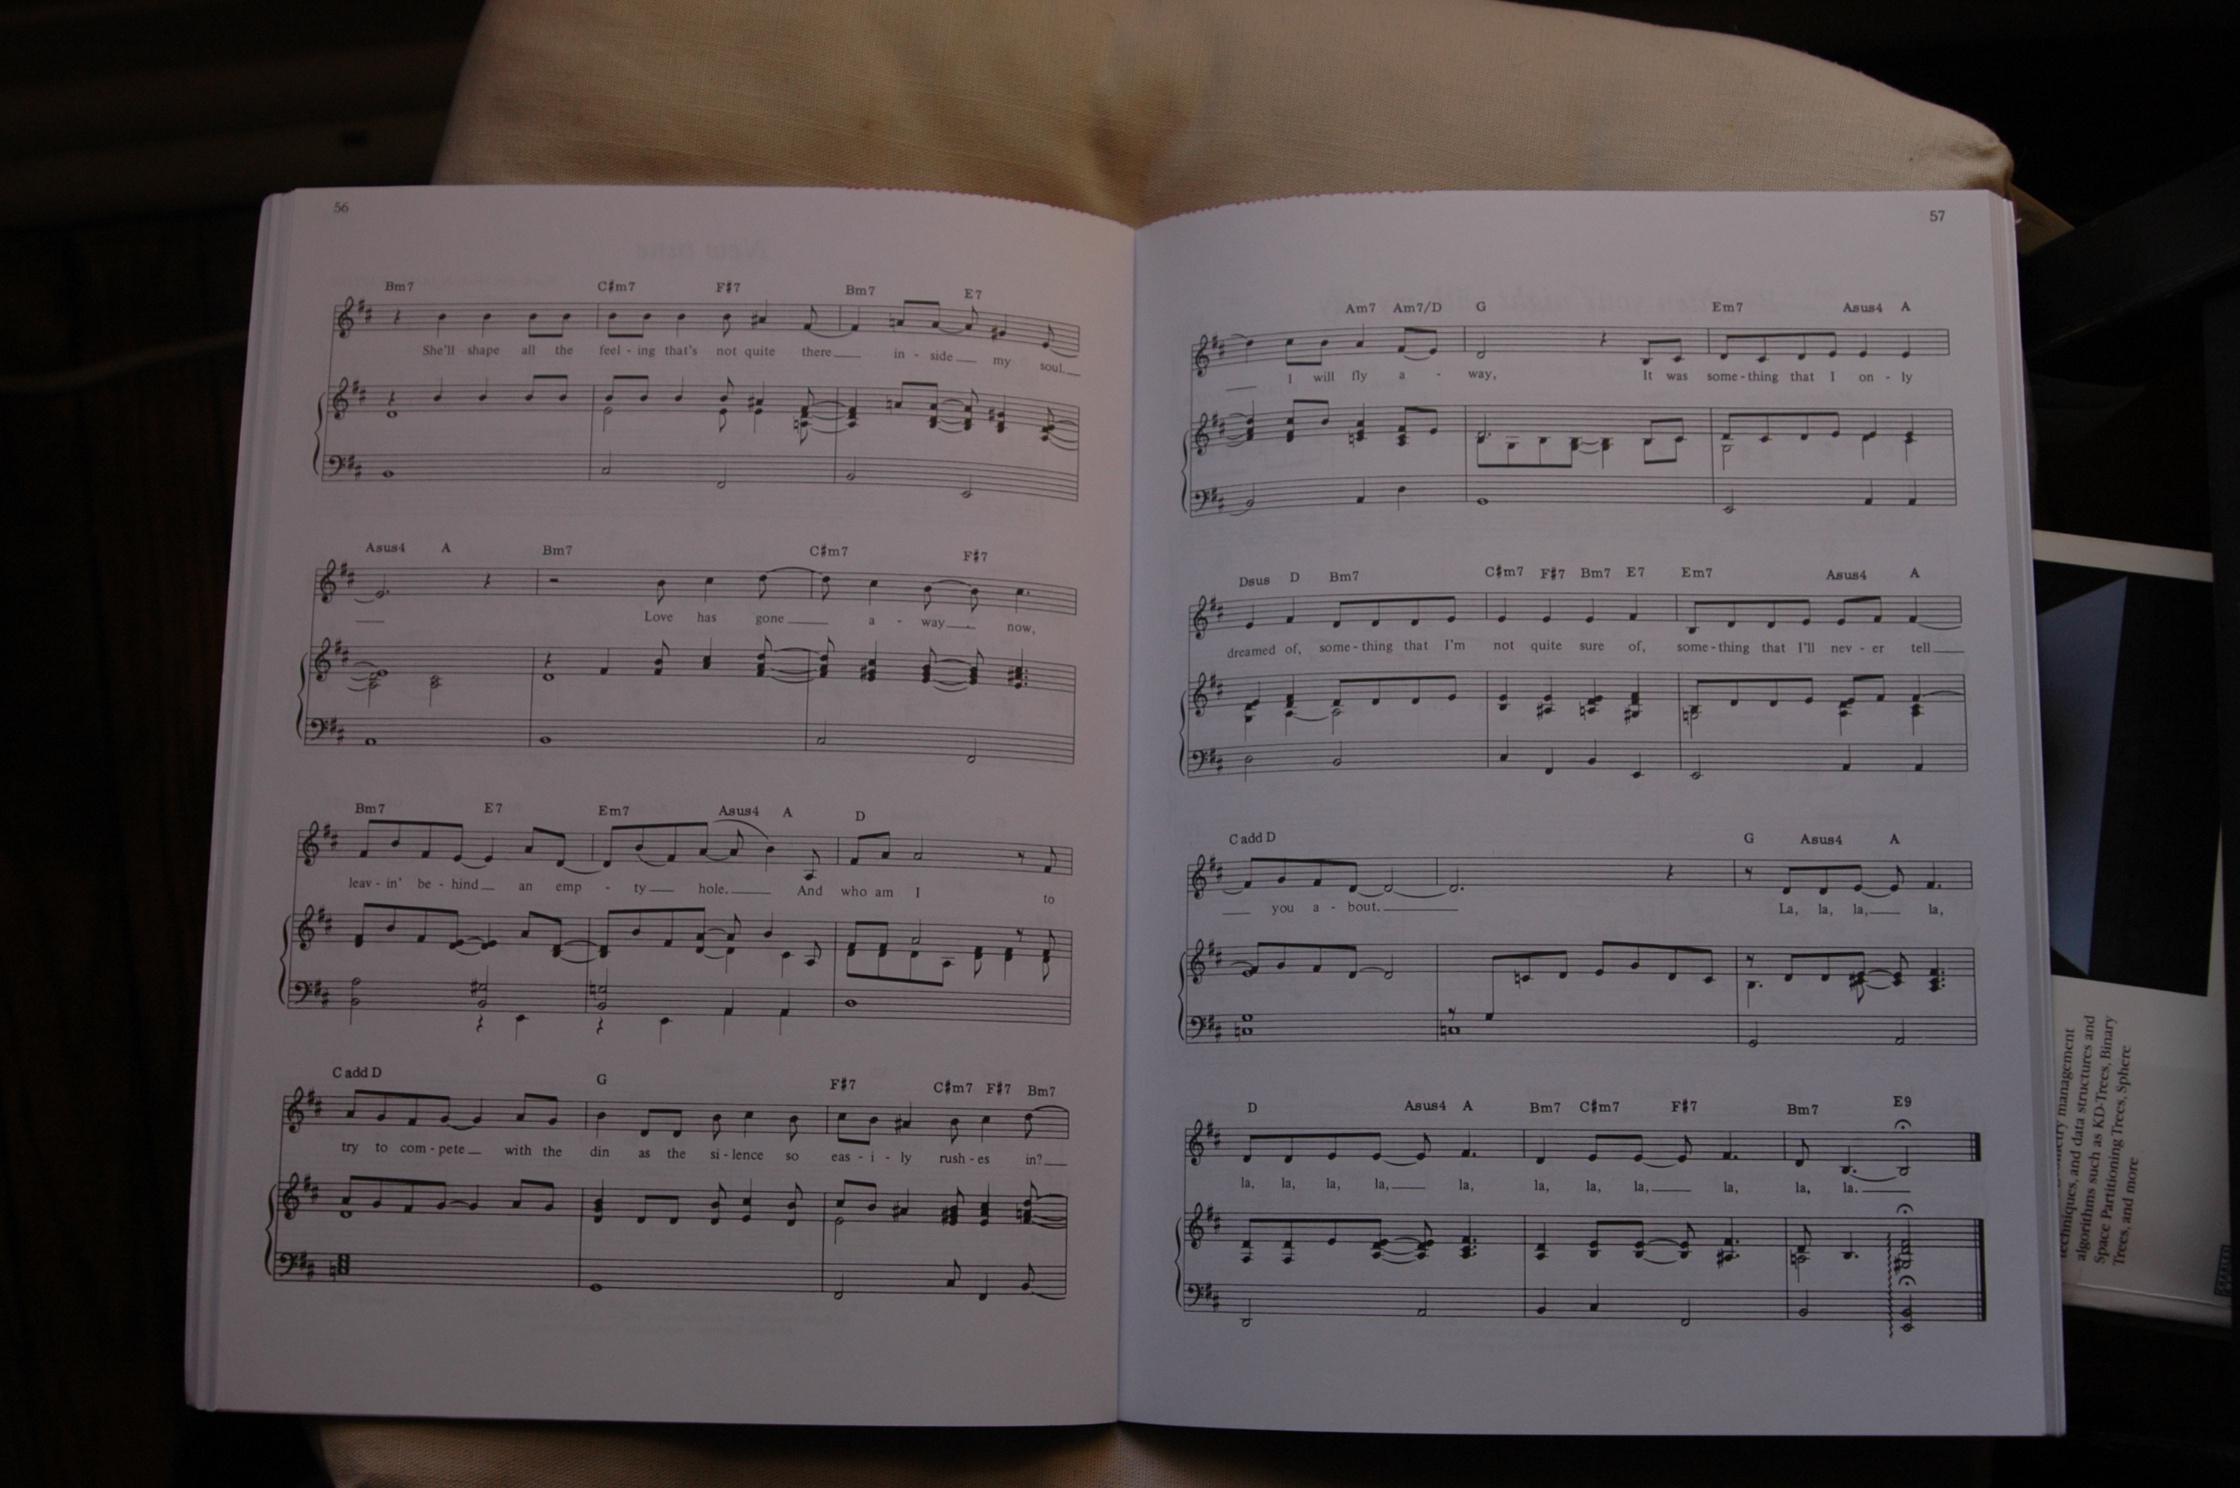 56
Bm7 C♯m7 F♯7 Bm7 E7
She'll shape all the feel - ing that's not quite there in - side my soul.
Asus4 A Bm7 C♯m7 F♯7
Love has gone a - way now,
Bm7 E7 Em7 Asus4 A D
leav - in' be - hind an emp - ty hole. And who am I to
C add D G F♯7 C♯m7 F♯7 Bm7
try to com - pete with the din as the si - lence so eas - i - ly rush - es in?
57
Am7 Am7/D G Em7 Asus4 A
I will fly a - way, It was some - thing that I on - ly
Dsus D Bm7 C♯m7 F♯7 Bm7 E7 Em7 Asus4 A
dreamed of, some - thing that I'm not quite sure of, some - thing that I'll nev - er tell
C add D G Asus4 A
you a - bout. La, la, la, la,
D Asus4 A Bm7 C♯m7 F♯7 Bm7 E9
la, la, la, la, la, la, la, la, la, la, la.
management
techniques, and data structures and
algorithms such as KD-Trees, Binary
Space Partitioning Trees, Sphere
Trees, and more